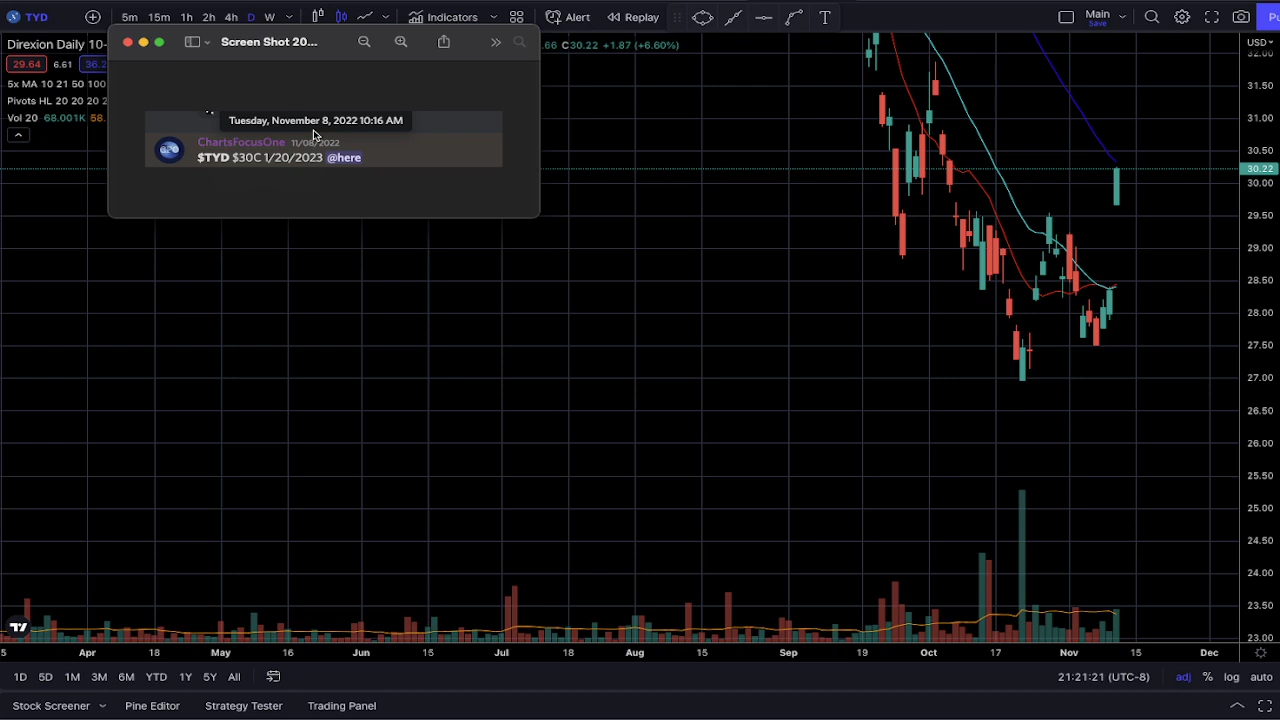 TYD
5m 15m 1h 2h 4h D W
Indicators
Alert
Replay
T
Main
Save
Direxion Daily 10-
.66 C30.22 +1.87 (+6.60%)
USD
29.64 6.61 36.2
5x MA 10 21 50 100
Pivots HL 20 20 20 2
Vol 20 68.001K 58.
Screen Shot 20...
Tuesday, November 8, 2022 10:16 AM
ChartsFocusOne 11/08/2022
$TYD $30C 1/20/2023 @here
32.00
31.50
31.00
30.50
30.22
30.00
29.50
29.00
28.50
28.00
27.50
27.00
26.50
26.00
25.50
25.00
24.50
24.00
23.50
23.00
5 Apr 18 May 16 Jun 15 Jul 18 Aug 15 Sep 19 Oct 17 Nov 15 Dec
1D 5D 1M 3M 6M YTD 1Y 5Y All
21:21:21 (UTC-8) adj % log auto
Stock Screener Pine Editor Strategy Tester Trading Panel